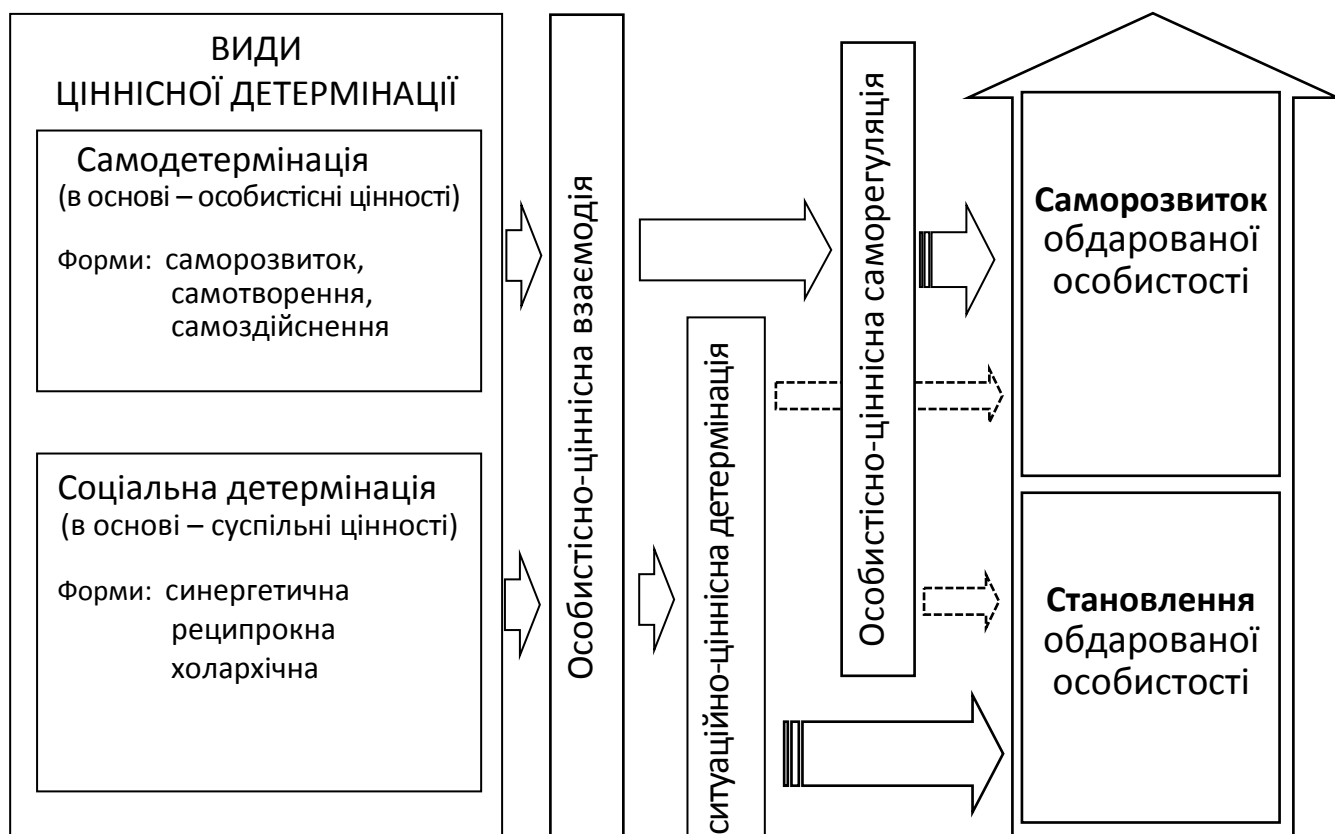 ВИДИ
ЦІННІСНОЇ ДЕТЕРМІНАЦІЇ
Самодетермінація
(в основі – особистісні цінності)
Форми: саморозвиток,
самотворення,
самоздійснення
Соціальна детермінація
(в основі – суспільні цінності)
Форми: синергетична
реципрокна
холархічна
Особистісно-ціннісна взаємодія
ситуаційно-ціннісна детермінація
Особистісно-ціннісна саморегуляція
Саморозвиток
обдарованої
особистості
Становлення
обдарованої
особистості